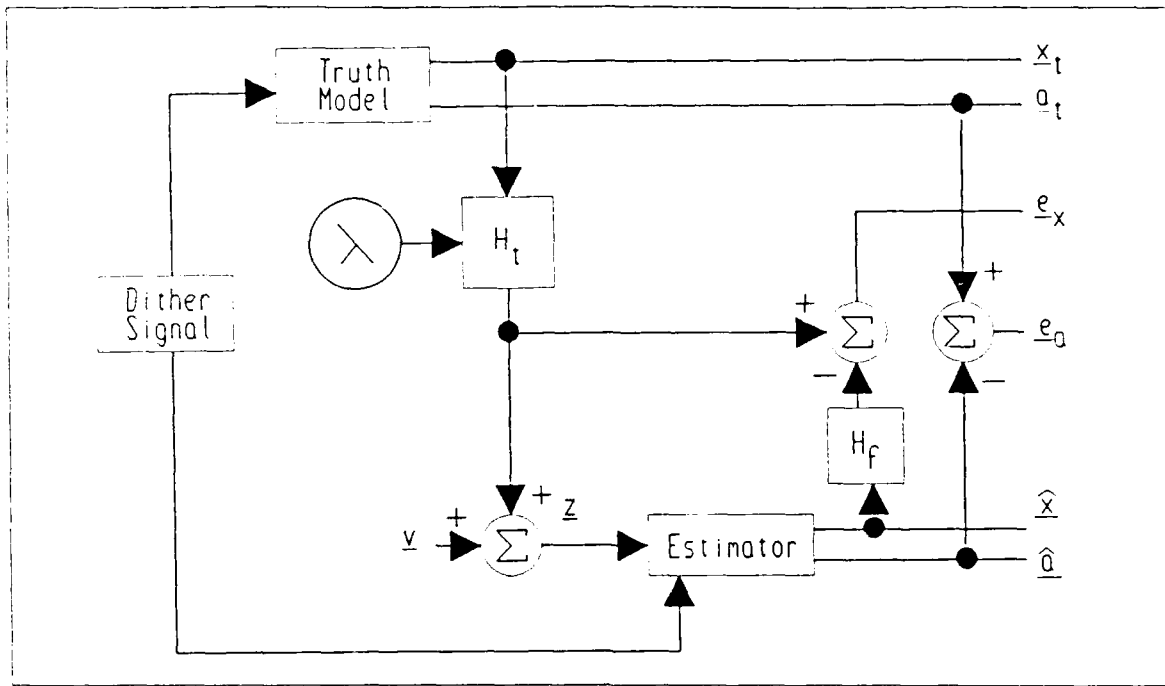 Truth
Model
x_t
a_t
λ
H_t
e_x
Dither
Signal
+
+
Σ
Σ
e_a
−
−
H_f
+
+
v
Σ
z
Estimator
x̂
â